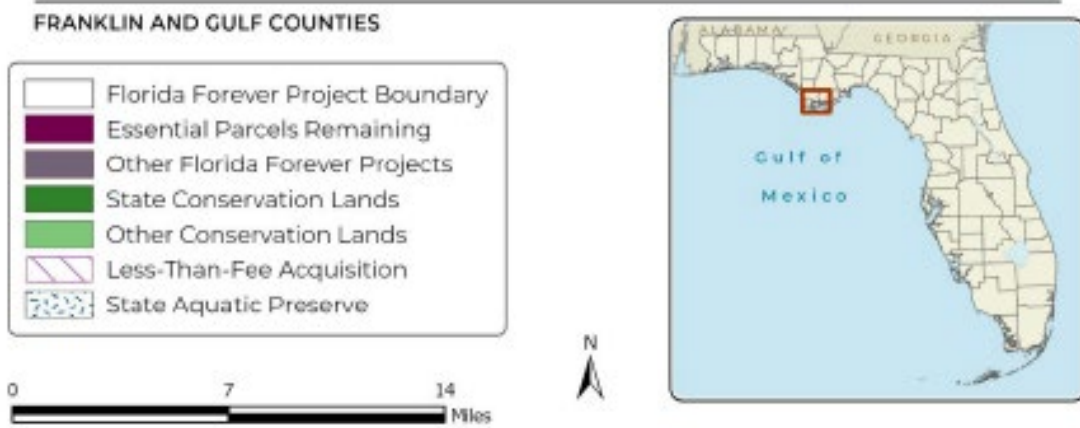 FRANKLIN AND GULF COUNTIES
Florida Forever Project Boundary
Essential Parcels Remaining
Other Florida Forever Projects
State Conservation Lands
Other Conservation Lands
Less-Than-Fee Acquisition
State Aquatic Preserve
0 7 14
Miles
N
ALABAMA
GEORGIA
Gulf of
Mexico